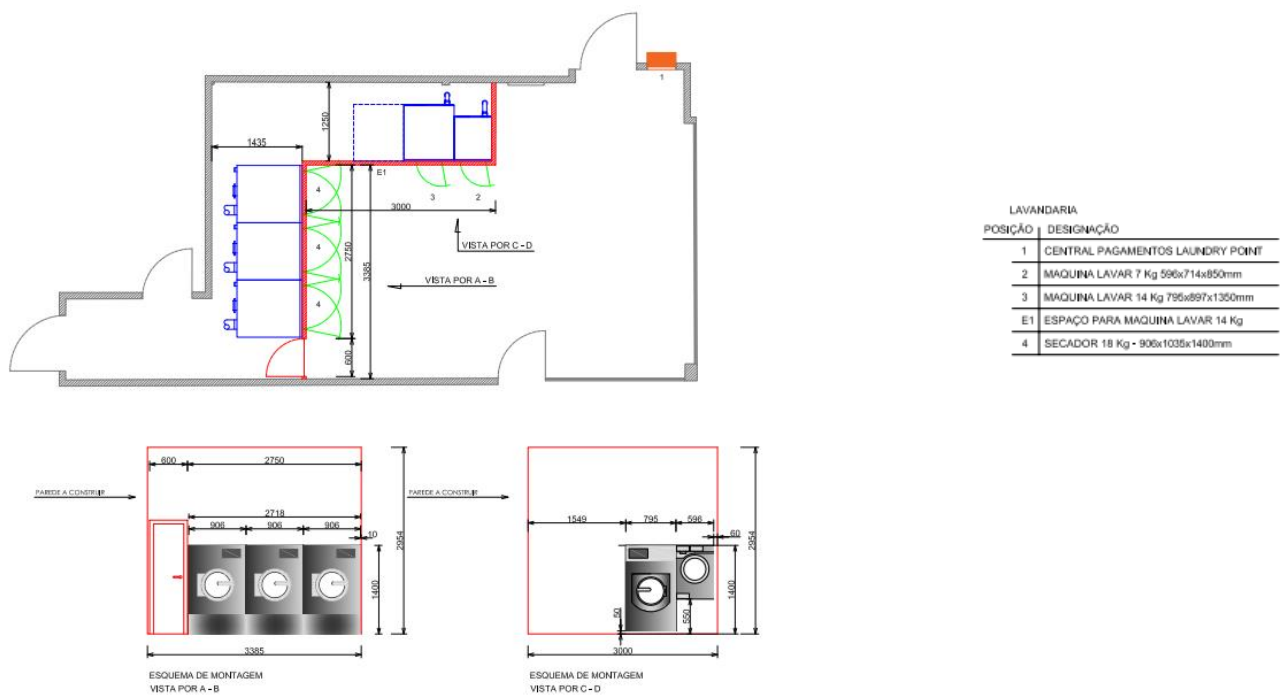 1
1250
1435
E1
4
3
2
3000
VISTA POR C - D
4
2750
3385
VISTA POR A - B
4
600
LAVANDARIA
POSIÇÃO DESIGNAÇÃO
1 CENTRAL PAGAMENTOS LAUNDRY POINT
2 MAQUINA LAVAR 7 Kg 596x714x850mm
3 MAQUINA LAVAR 14 Kg 795x897x1350mm
E1 ESPAÇO PARA MAQUINA LAVAR 14 Kg
4 SECADOR 18 Kg - 906x1035x1400mm
600 2750
PAREDE A CONSTRUIR
2718
906 906 906
10
2954
1400
3385
ESQUEMA DE MONTAGEM
VISTA POR A - B
PAREDE A CONSTRUIR
1549 795 596
60
2954
1400
50
550
3000
ESQUEMA DE MONTAGEM
VISTA POR C - D